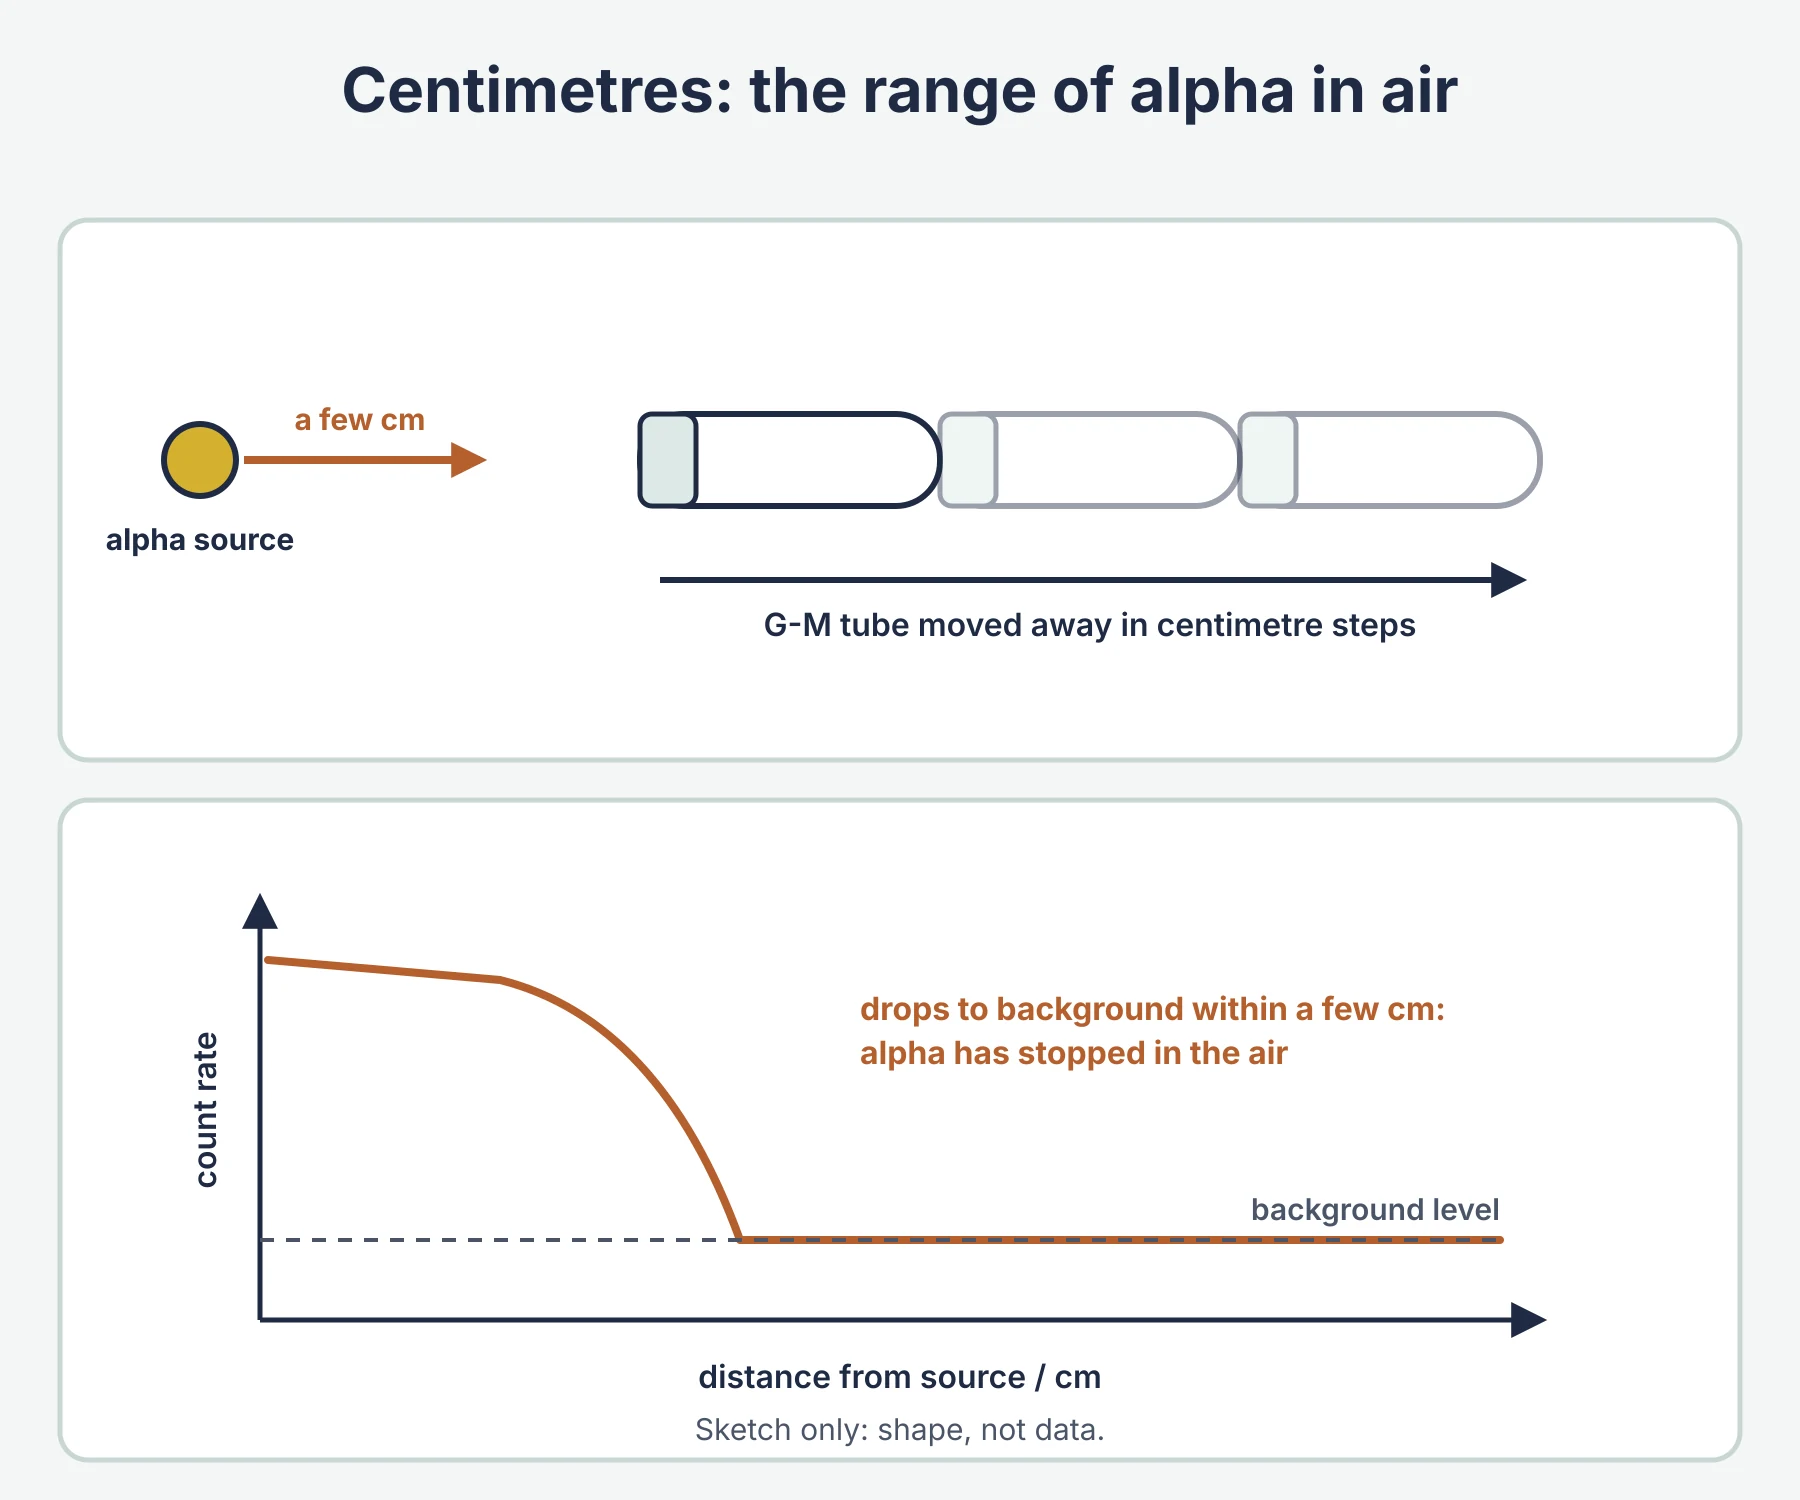 Centimetres: the range of alpha in air
a few cm
alpha source
G-M tube moved away in centimetre steps
drops to background within a few cm:
alpha has stopped in the air
count rate
background level
distance from source / cm
Sketch only: shape, not data.